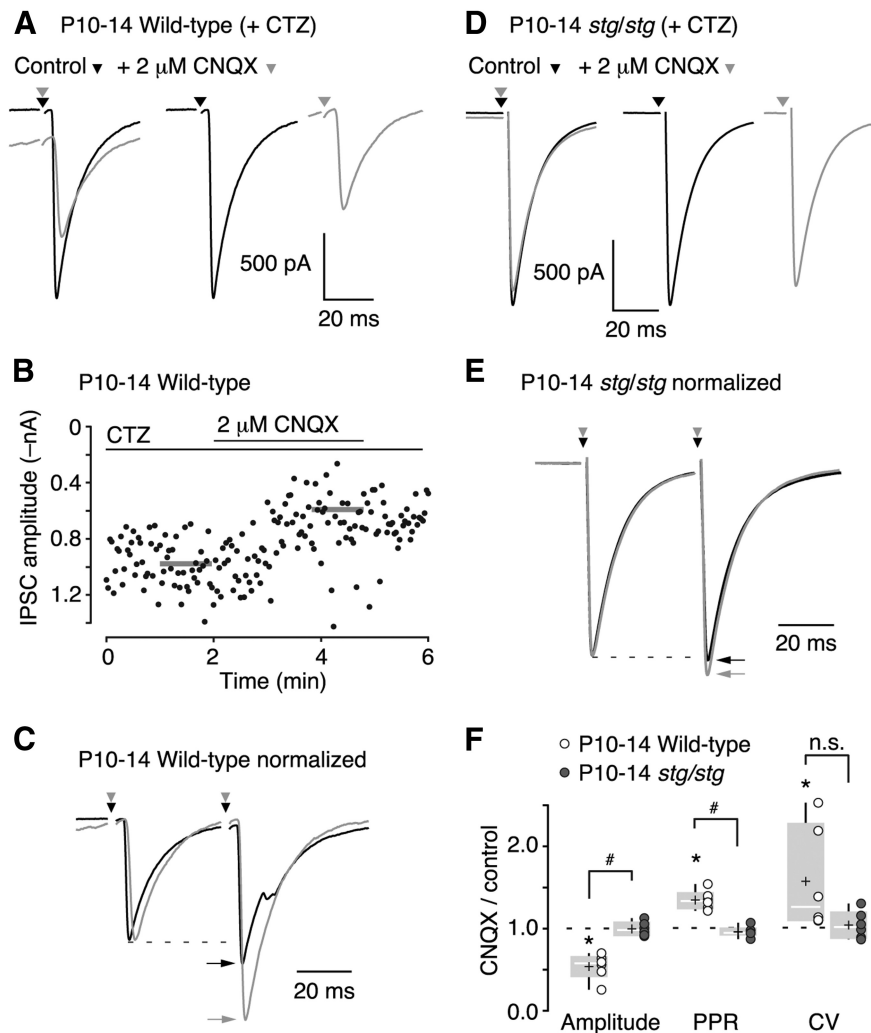 A P10-14 Wild-type (+ CTZ)
Control + 2 μM CNQX
500 pA
20 ms
B P10-14 Wild-type
IPSC amplitude (–nA)
0
0.4
0.8
1.2
CTZ
2 μM CNQX
0 2 4 6
Time (min)
C P10-14 Wild-type normalized
20 ms
D P10-14 stg/stg (+ CTZ)
Control + 2 μM CNQX
500 pA
20 ms
E P10-14 stg/stg normalized
20 ms
F
P10-14 Wild-type
P10-14 stg/stg
n.s.
CNQX / control
2.0
1.0
0.0
#
#
*
*
*
Amplitude PPR CV